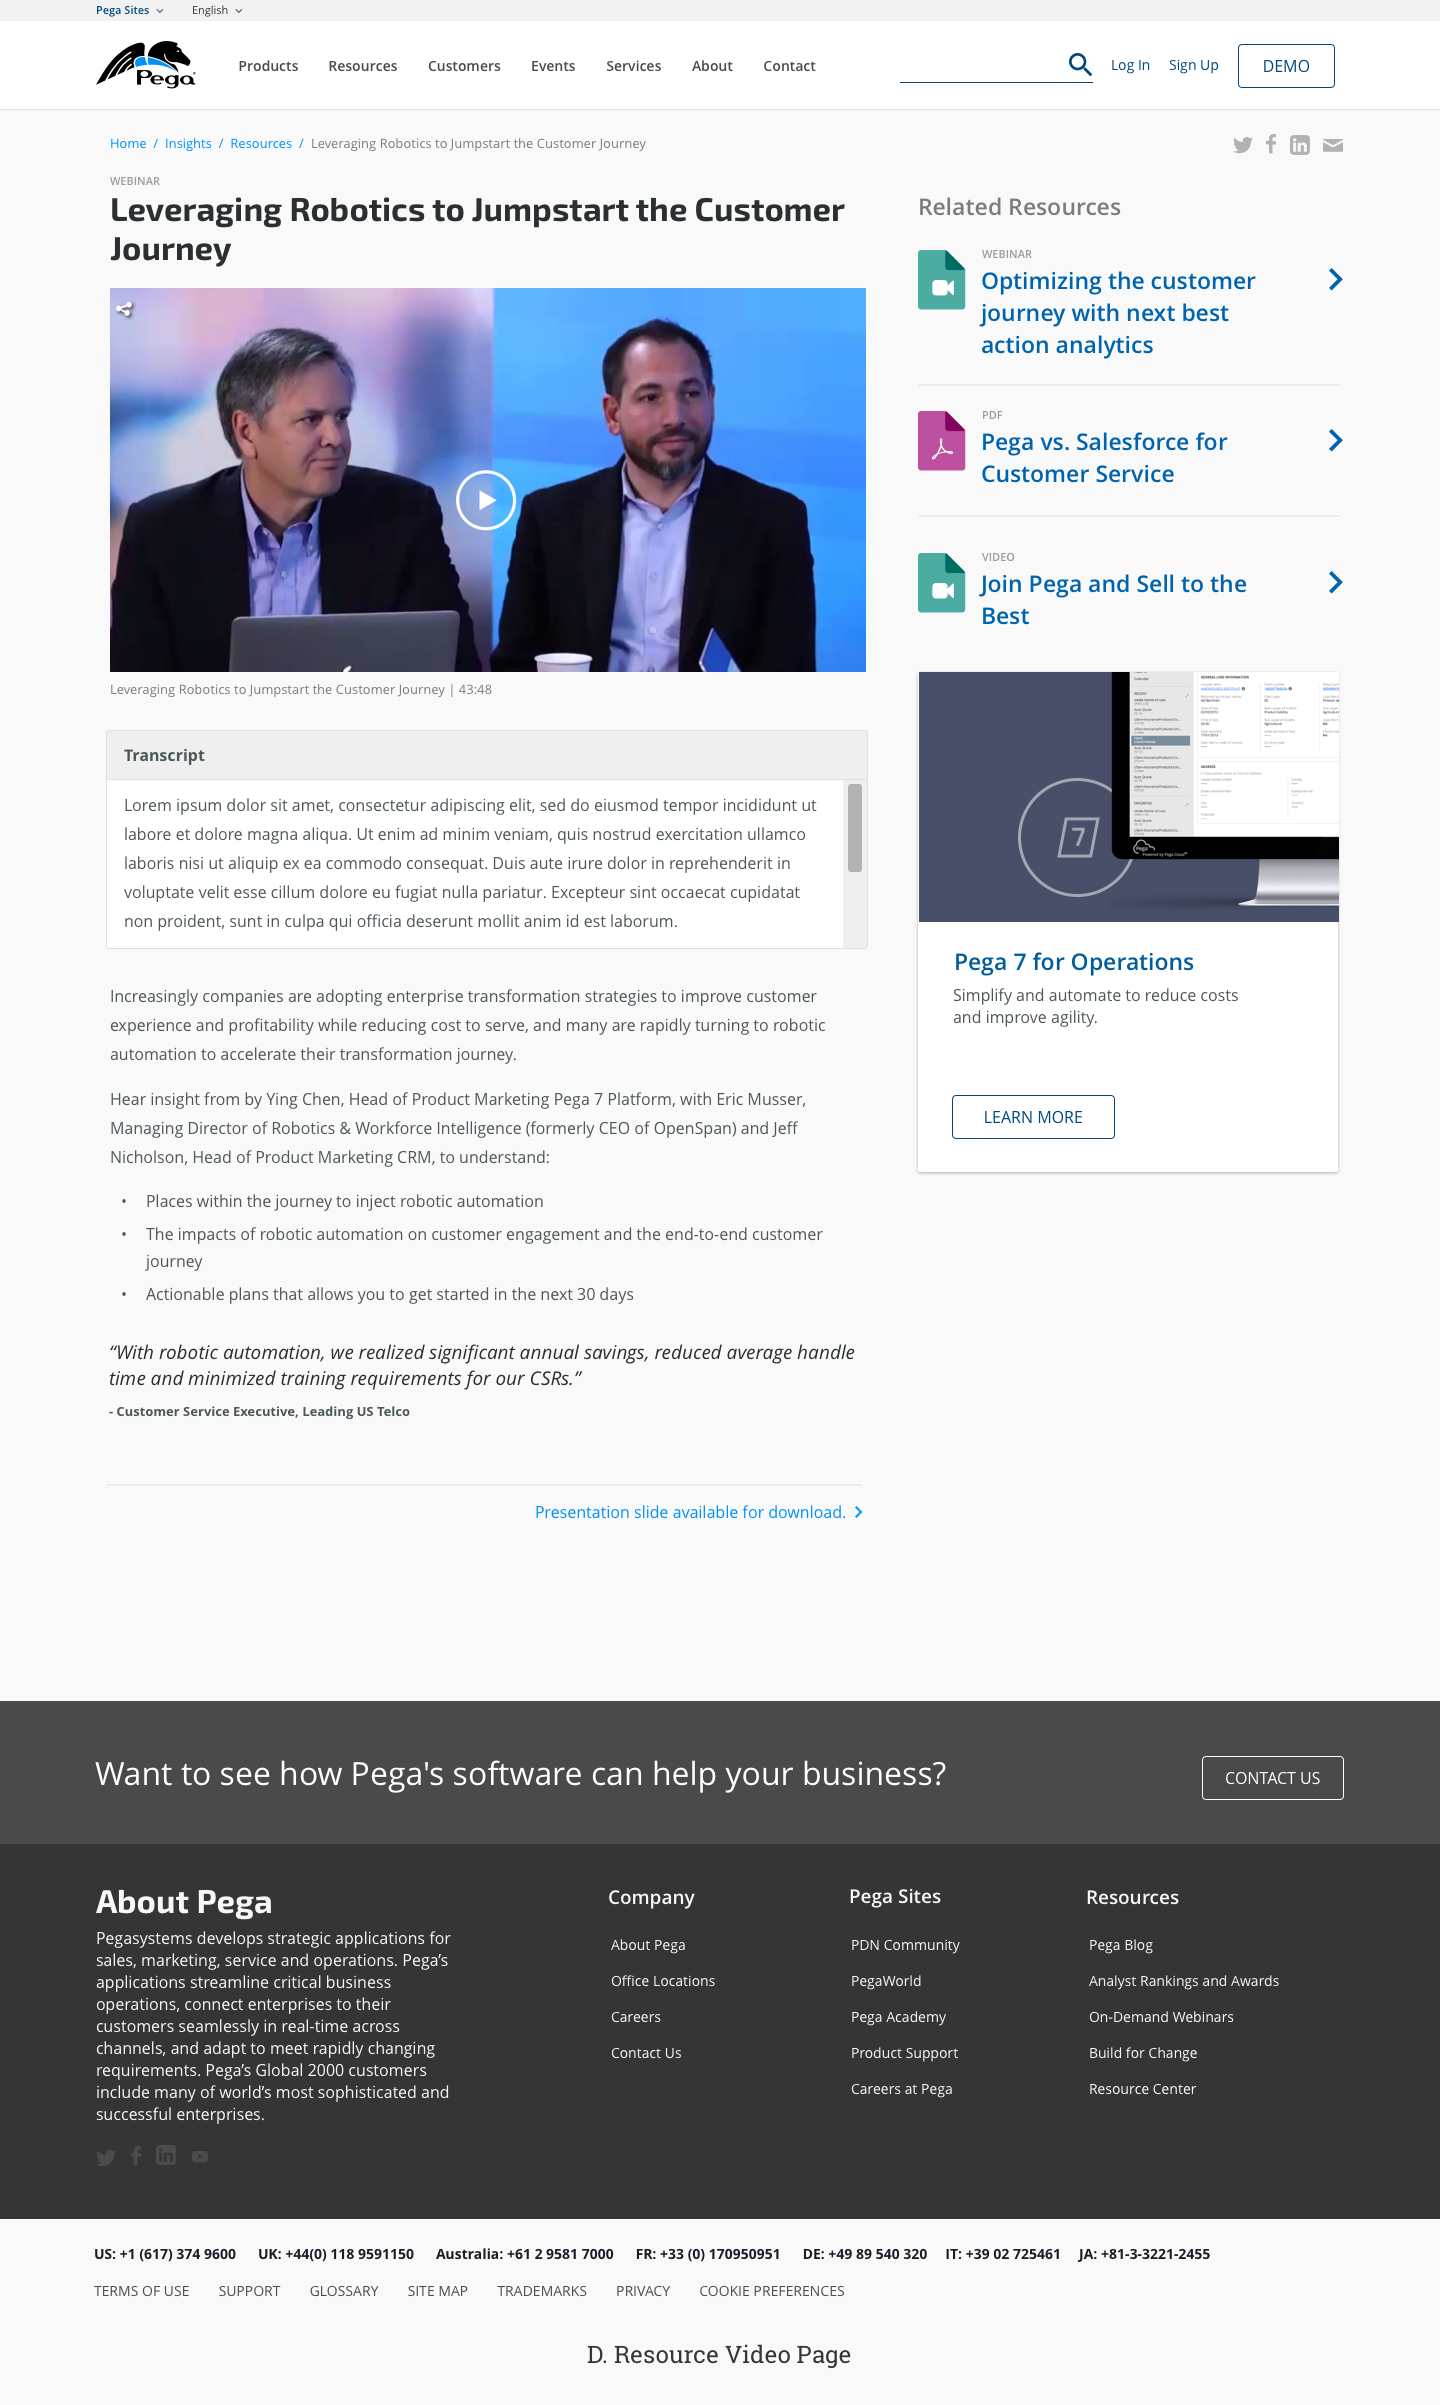 Pega Sites English
Pega
Products Resources Customers Events Services About Contact
Log In Sign Up DEMO
Home / Insights / Resources / Leveraging Robotics to Jumpstart the Customer Journey
WEBINAR
Leveraging Robotics to Jumpstart the Customer
Journey
Leveraging Robotics to Jumpstart the Customer Journey | 43:48
Transcript
Lorem ipsum dolor sit amet, consectetur adipiscing elit, sed do eiusmod tempor incididunt ut
labore et dolore magna aliqua. Ut enim ad minim veniam, quis nostrud exercitation ullamco
laboris nisi ut aliquip ex ea commodo consequat. Duis aute irure dolor in reprehenderit in
voluptate velit esse cillum dolore eu fugiat nulla pariatur. Excepteur sint occaecat cupidatat
non proident, sunt in culpa qui officia deserunt mollit anim id est laborum.
Increasingly companies are adopting enterprise transformation strategies to improve customer
experience and profitability while reducing cost to serve, and many are rapidly turning to robotic
automation to accelerate their transformation journey.
Hear insight from by Ying Chen, Head of Product Marketing Pega 7 Platform, with Eric Musser,
Managing Director of Robotics & Workforce Intelligence (formerly CEO of OpenSpan) and Jeff
Nicholson, Head of Product Marketing CRM, to understand:
• Places within the journey to inject robotic automation
• The impacts of robotic automation on customer engagement and the end-to-end customer
journey
• Actionable plans that allows you to get started in the next 30 days
“With robotic automation, we realized significant annual savings, reduced average handle
time and minimized training requirements for our CSRs.”
- Customer Service Executive, Leading US Telco
Presentation slide available for download.
Related Resources
WEBINAR
Optimizing the customer
journey with next best
action analytics
PDF
Pega vs. Salesforce for
Customer Service
VIDEO
Join Pega and Sell to the
Best
Calendar
RECENT
GENERAL LOSS INFORMATION
ADDRESS
FAVORITES
7
Pega Powered by Pega Cloud
Pega 7 for Operations
Simplify and automate to reduce costs
and improve agility.
LEARN MORE
Want to see how Pega's software can help your business?
CONTACT US
About Pega
Pegasystems develops strategic applications for
sales, marketing, service and operations. Pega’s
applications streamline critical business
operations, connect enterprises to their
customers seamlessly in real-time across
channels, and adapt to meet rapidly changing
requirements. Pega’s Global 2000 customers
include many of world’s most sophisticated and
successful enterprises.
Company
About Pega
Office Locations
Careers
Contact Us
Pega Sites
PDN Community
PegaWorld
Pega Academy
Product Support
Careers at Pega
Resources
Pega Blog
Analyst Rankings and Awards
On-Demand Webinars
Build for Change
Resource Center
US: +1 (617) 374 9600 UK: +44(0) 118 9591150 Australia: +61 2 9581 7000 FR: +33 (0) 170950951 DE: +49 89 540 320 IT: +39 02 725461 JA: +81-3-3221-2455
TERMS OF USE SUPPORT GLOSSARY SITE MAP TRADEMARKS PRIVACY COOKIE PREFERENCES
D. Resource Video Page